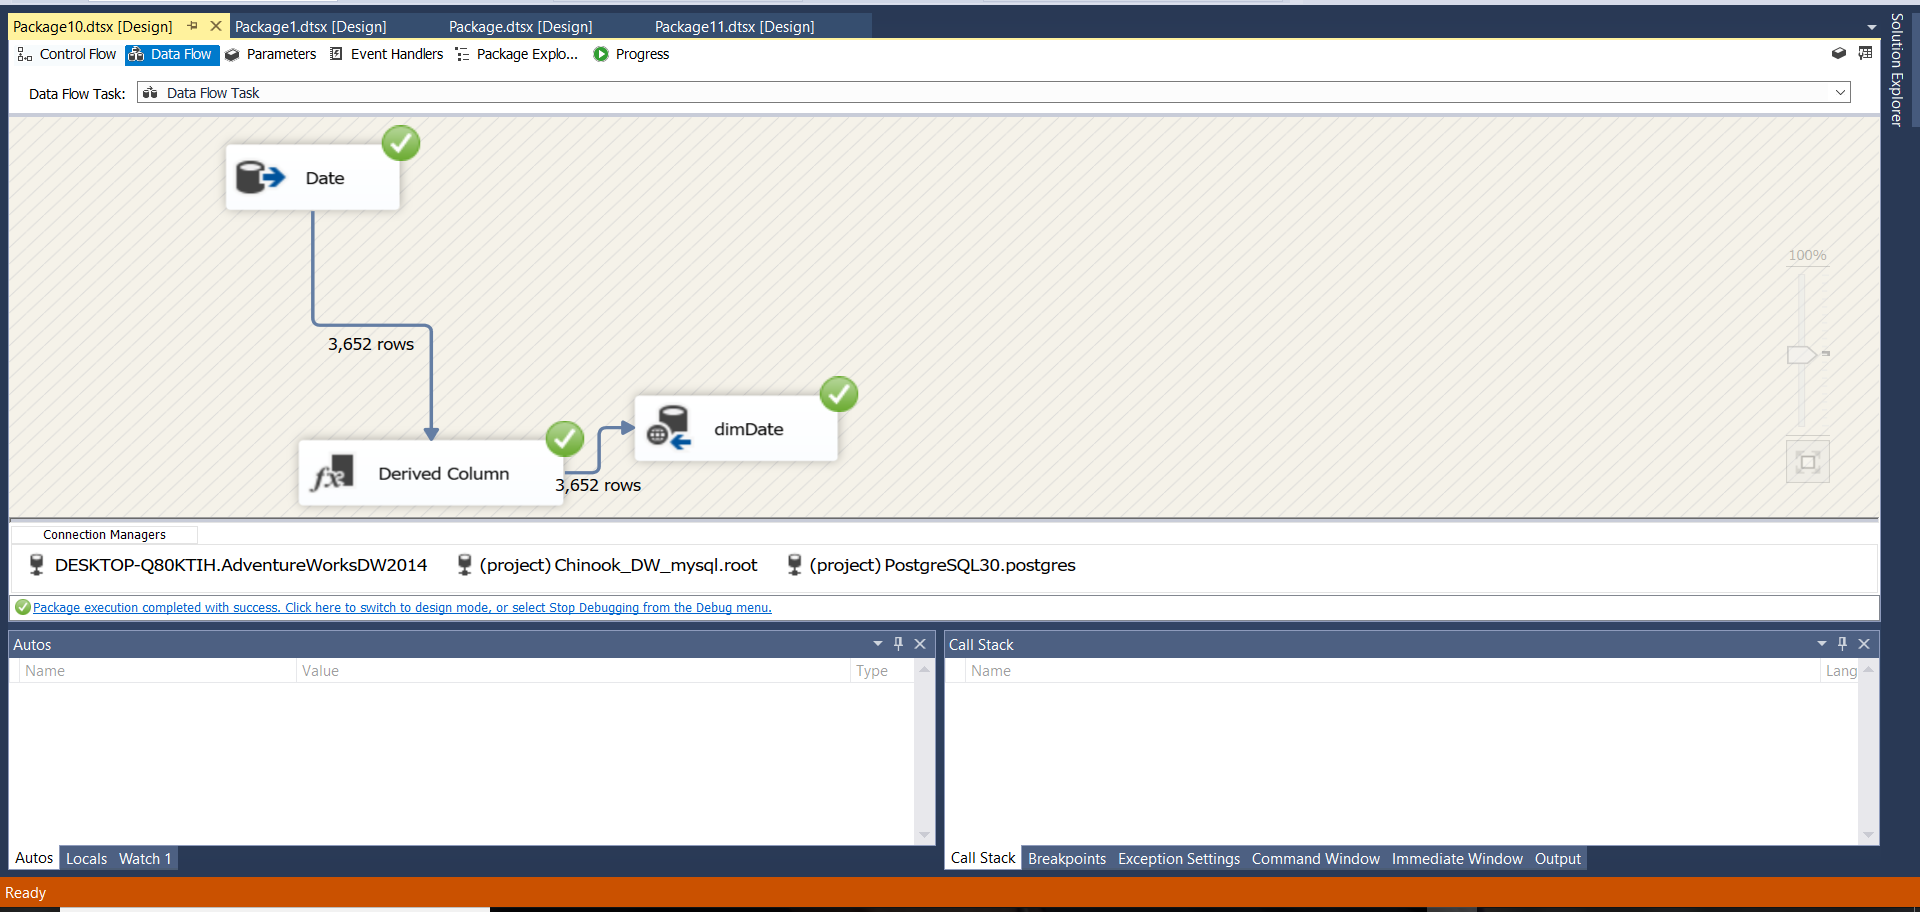 Package10.dtsx [Design] Package1.dtsx [Design] Package.dtsx [Design] Package11.dtsx [Design]
Control Flow Data Flow Parameters Event Handlers Package Explo... Progress
Solution Explorer
Data Flow Task: Data Flow Task
Date
100%
3,652 rows
dimDate
Derived Column
3,652 rows
Connection Managers
DESKTOP-Q80KTIH.AdventureWorksDW2014 (project) Chinook_DW_mysql.root (project) PostgreSQL30.postgres
Package execution completed with success. Click here to switch to design mode, or select Stop Debugging from the Debug menu.
Autos
Name Value Type
Autos Locals Watch 1
Call Stack
Name Lang
Call Stack Breakpoints Exception Settings Command Window Immediate Window Output
Ready